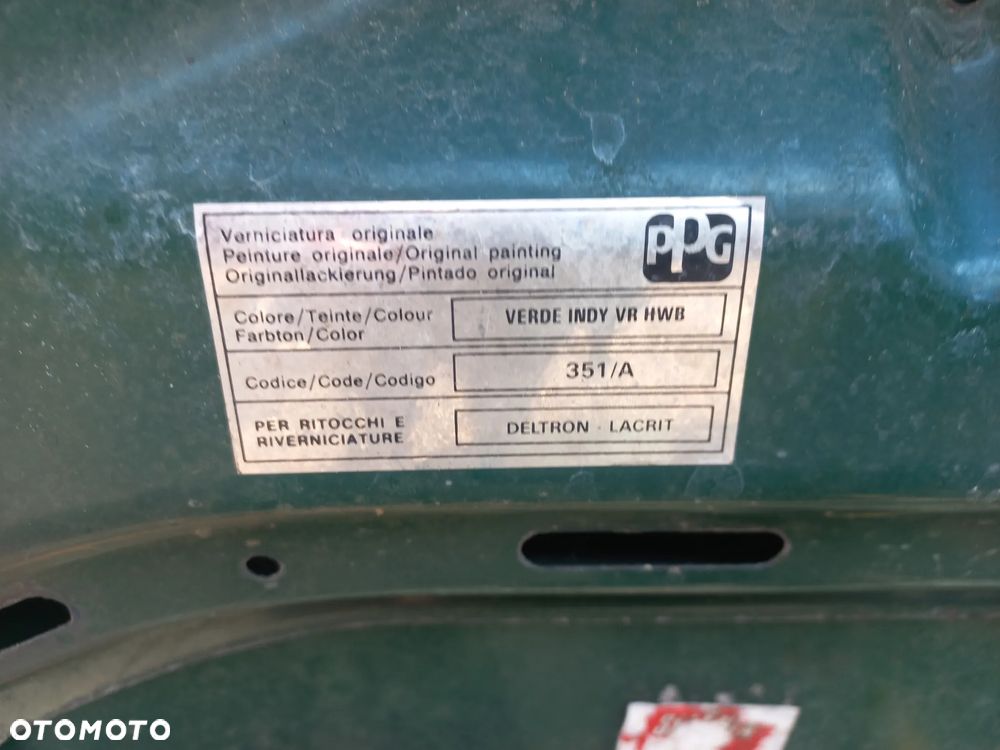 Verniciatura originale
Peinture originale/Original painting
Originallackierung/Pintado original
PPG
Colore/Teinte/Colour
Farbton/Color
VERDE INDY VR HWB
Codice/Code/Codigo
351/A
PER RITOCCHI E
RIVERNICIATURE
DELTRON - LACRIT
OTOMOTO